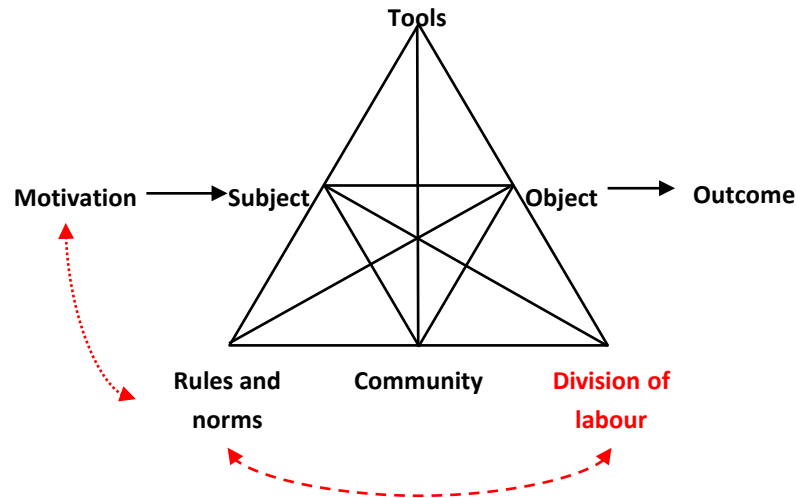 Tools
Motivation
Subject
Object
Outcome
Rules and
norms
Community
Division of
labour